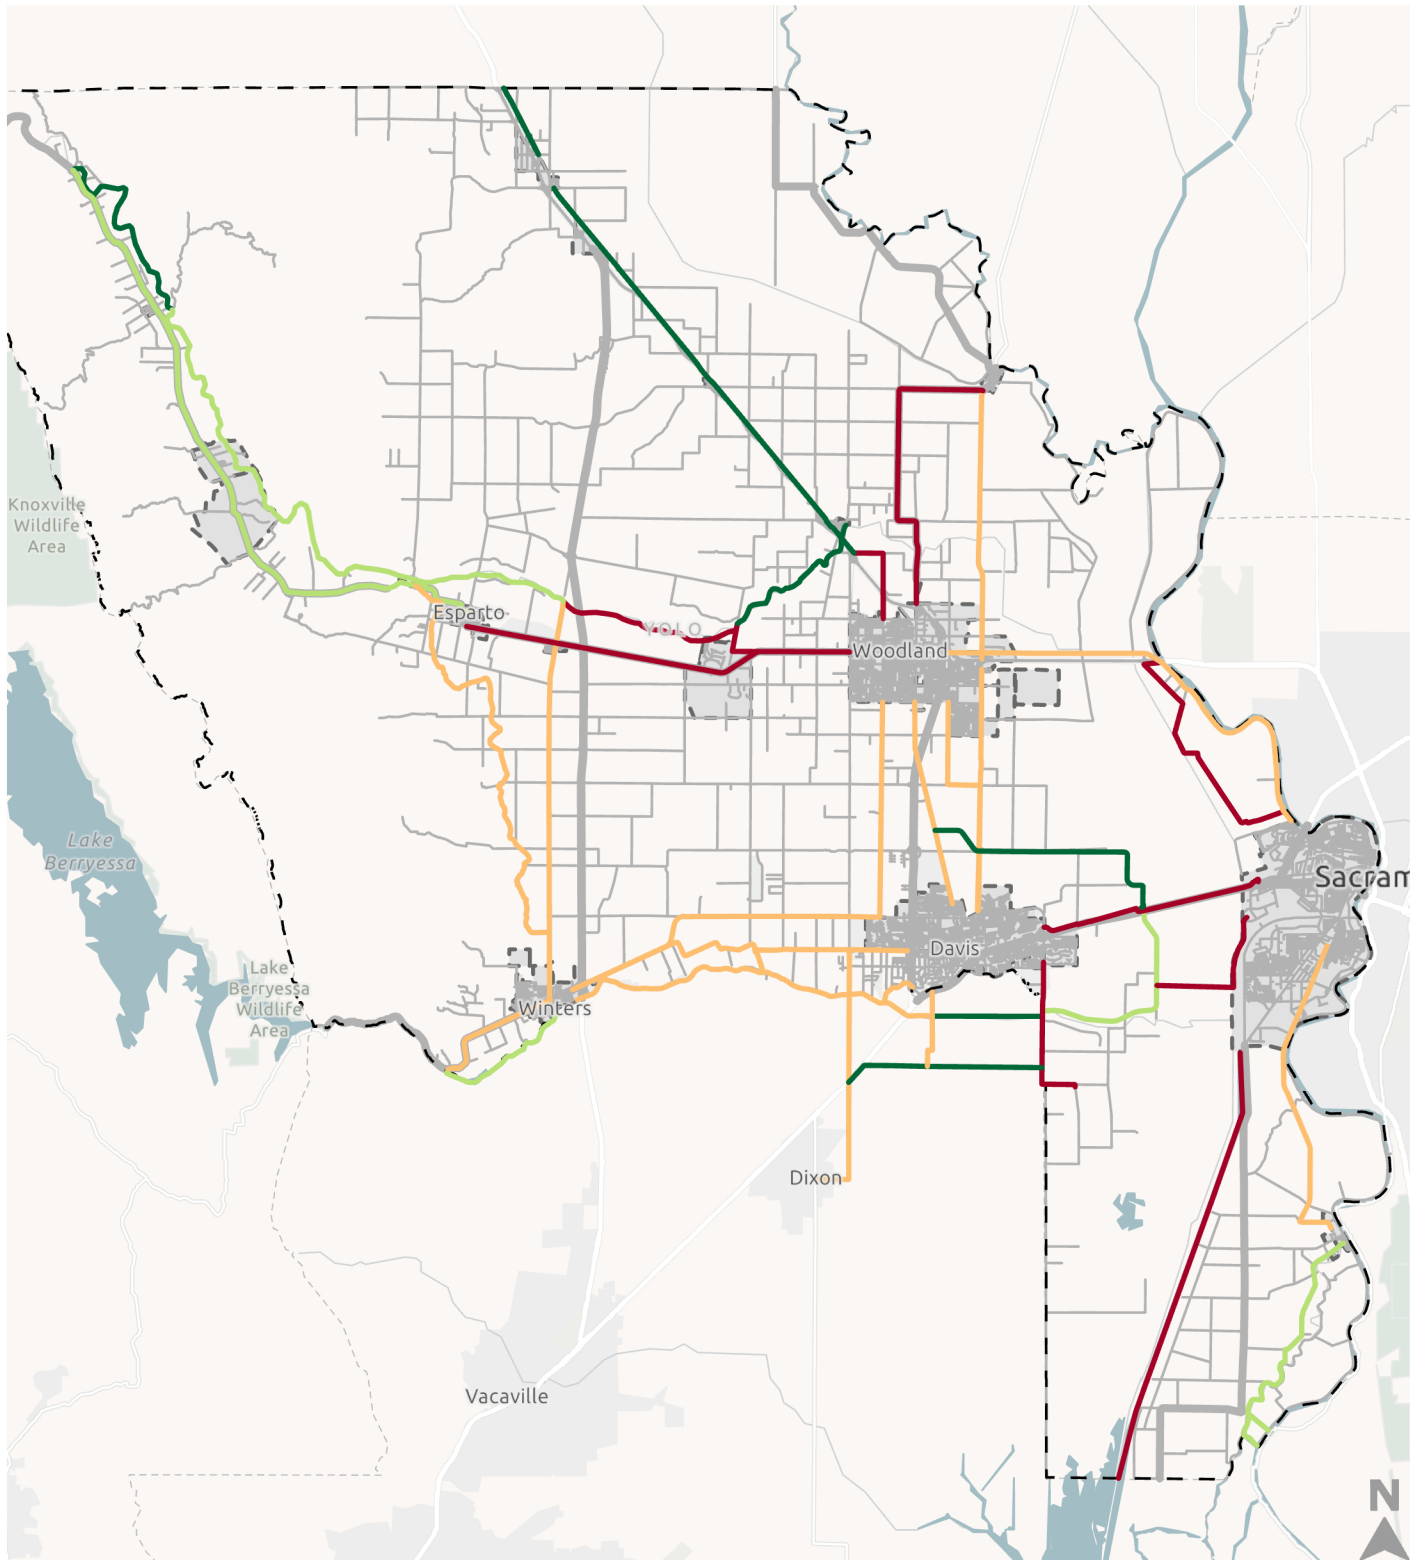 Knoxville
Wildlife
Area
Esparto
YOLO
Woodland
Lake
Berryessa
Sacram
Davis
Lake
Berryessa
Wildlife
Area
Winters
Dixon
Vacaville
N